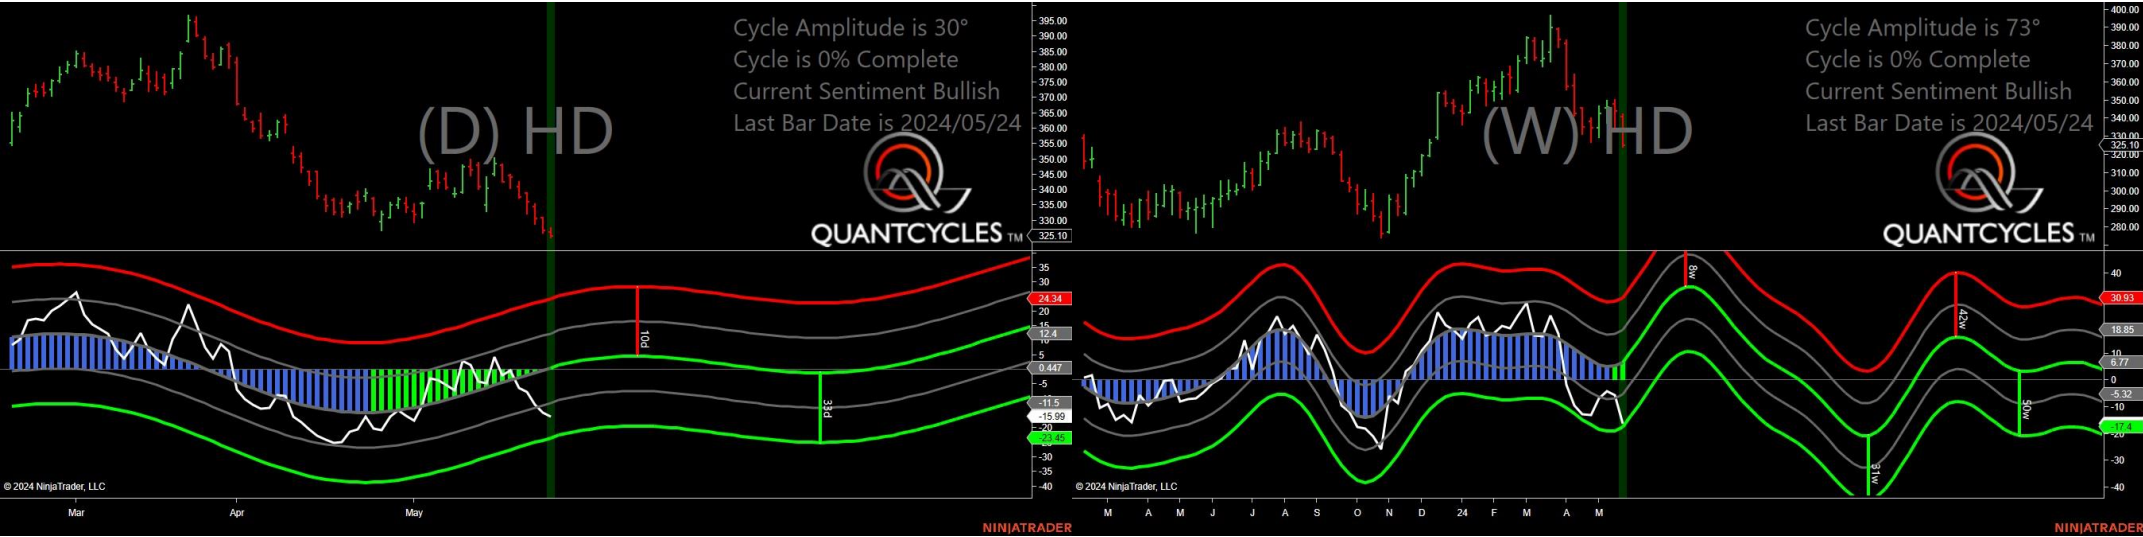 Cycle Amplitude is 30°
Cycle is 0% Complete
Current Sentiment Bullish
Last Bar Date is 2024/05/24
(D) HD
QUANTCYCLES TM
395.00
390.00
385.00
380.00
375.00
370.00
365.00
360.00
355.00
350.00
345.00
340.00
335.00
330.00
325.10
35
30
24.34
20
15
12.4
10
5
0.447
-5
-11.5
-15.99
-23.45
-30
-35
-40
10d
33d
© 2024 NinjaTrader, LLC
Mar Apr May
NINJATRADER
Cycle Amplitude is 73°
Cycle is 0% Complete
Current Sentiment Bullish
Last Bar Date is 2024/05/24
(W) HD
QUANTCYCLES TM
400.00
390.00
380.00
370.00
360.00
350.00
340.00
330.00
325.10
320.00
310.00
300.00
290.00
280.00
40
30.93
18.85
10
6.77
0
-5.32
-10
-17.4
-20
-30
-40
8w
42w
31w
50w
© 2024 NinjaTrader, LLC
M A M J J A S O N D 24 F M A M
NINJATRADER